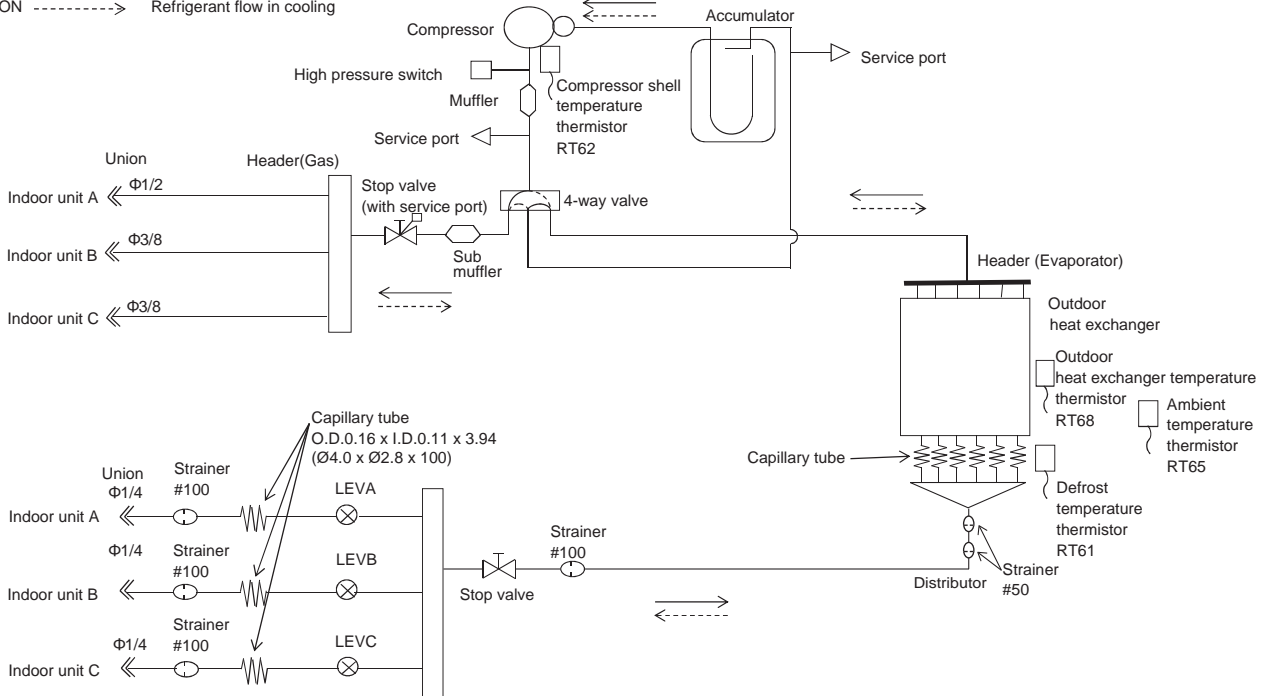 ON Refrigerant flow in cooling
Compressor
Accumulator
Service port
High pressure switch
Compressor shell
temperature
thermistor
RT62
Muffler
Service port
Union
Header(Gas)
Stop valve
(with service port)
4-way valve
Indoor unit A
Φ1/2
Sub
muffler
Indoor unit B
Φ3/8
Header (Evaporator)
Indoor unit C
Φ3/8
Outdoor
heat exchanger
Outdoor
heat exchanger temperature
thermistor
RT68
Ambient
temperature
thermistor
RT65
Capillary tube
O.D.0.16 x I.D.0.11 x 3.94
(Ø4.0 x Ø2.8 x 100)
Capillary tube
Defrost
temperature
thermistor
RT61
Union
Φ1/4
Strainer
#100
LEVA
Indoor unit A
Φ1/4
Strainer
#100
LEVB
Indoor unit B
Strainer
#100
Stop valve
Distributor
Strainer
#50
Φ1/4
Strainer
#100
LEVC
Indoor unit C